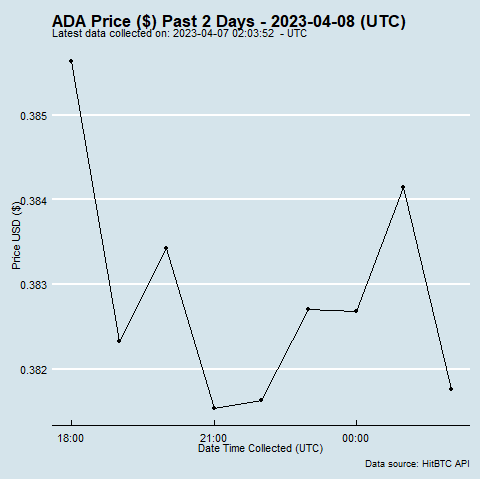 ADA Price ($) Past 2 Days - 2023-04-08 (UTC)
Latest data collected on: 2023-04-07 02:03:52 - UTC
0.385
0.384
0.383
0.382
Price USD ($)
18:00
21:00
00:00
Date Time Collected (UTC)
Data source: HitBTC API